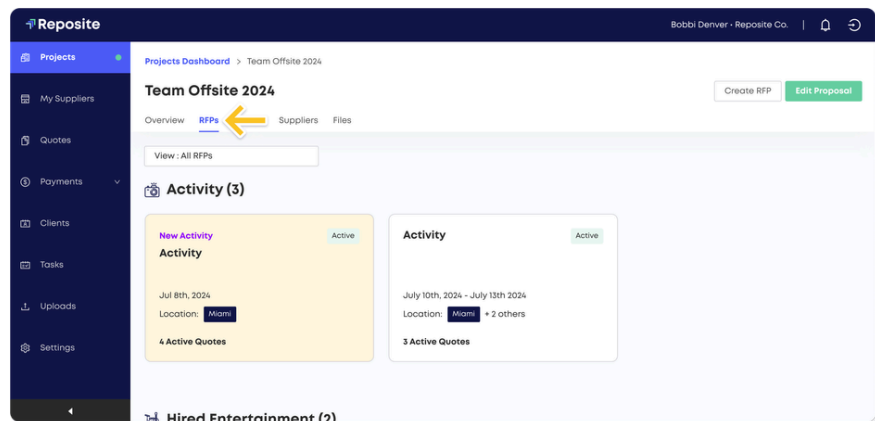 Reposite
Bobbi Denver · Reposite Co.
Projects
My Suppliers
Quotes
Payments
Clients
Tasks
Uploads
Settings
Projects Dashboard > Team Offsite 2024
Team Offsite 2024
Create RFP
Edit Proposal
Overview RFPs Suppliers Files
View : All RFPs
Activity (3)
New Activity
Active
Activity
Jul 8th, 2024
Location: Miami
4 Active Quotes
Activity
Active
July 10th, 2024 - July 13th 2024
Location: Miami + 2 others
3 Active Quotes
Hired Entertainment (2)